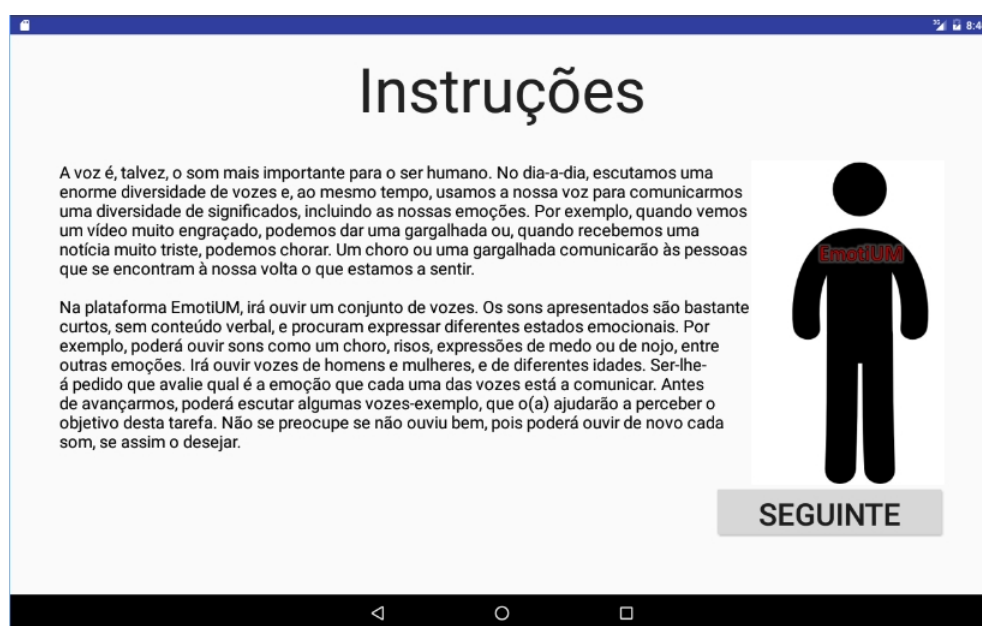 3G 8:4
Instruções
A voz é, talvez, o som mais importante para o ser humano. No dia-a-dia, escutamos uma
enorme diversidade de vozes e, ao mesmo tempo, usamos a nossa voz para comunicarmos
uma diversidade de significados, incluindo as nossas emoções. Por exemplo, quando vemos
um vídeo muito engraçado, podemos dar uma gargalhada ou, quando recebemos uma
notícia muito triste, podemos chorar. Um choro ou uma gargalhada comunicarão às pessoas
que se encontram à nossa volta o que estamos a sentir.
EmotiUM
Na plataforma EmotiUM, irá ouvir um conjunto de vozes. Os sons apresentados são bastante
curtos, sem conteúdo verbal, e procuram expressar diferentes estados emocionais. Por
exemplo, poderá ouvir sons como um choro, risos, expressões de medo ou de nojo, entre
outras emoções. Irá ouvir vozes de homens e mulheres, e de diferentes idades. Ser-lhe-
á pedido que avalie qual é a emoção que cada uma das vozes está a comunicar. Antes
de avançarmos, poderá escutar algumas vozes-exemplo, que o(a) ajudarão a perceber o
objetivo desta tarefa. Não se preocupe se não ouviu bem, pois poderá ouvir de novo cada
som, se assim o desejar.
SEGUINTE